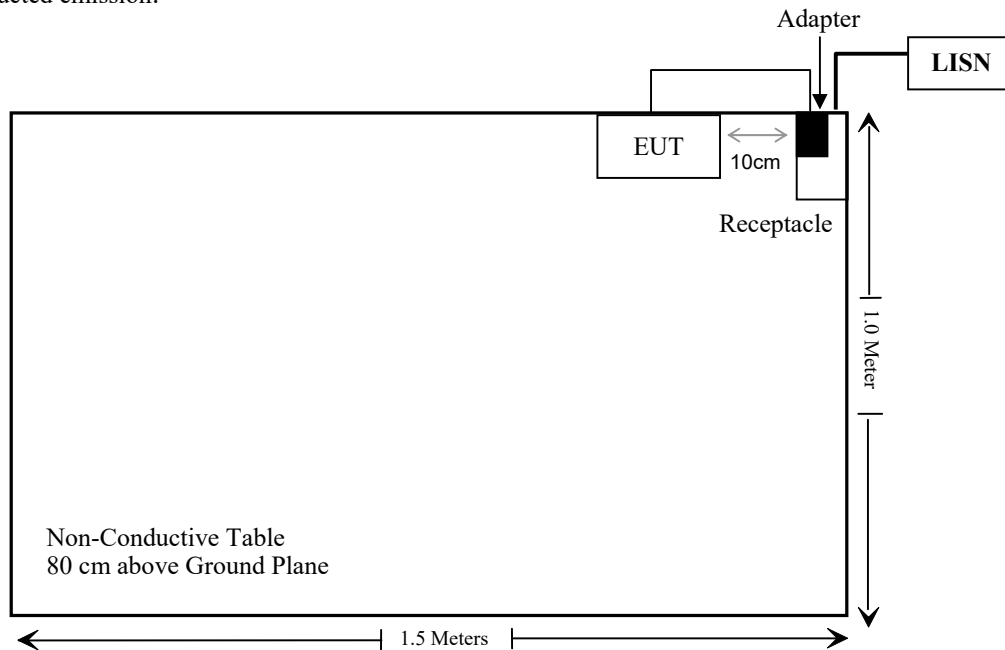 emission:
Adapter
LISN
EUT
10cm
Receptacle
1.0 Meter
Non-Conductive Table
80 cm above Ground Plane
1.5 Meters